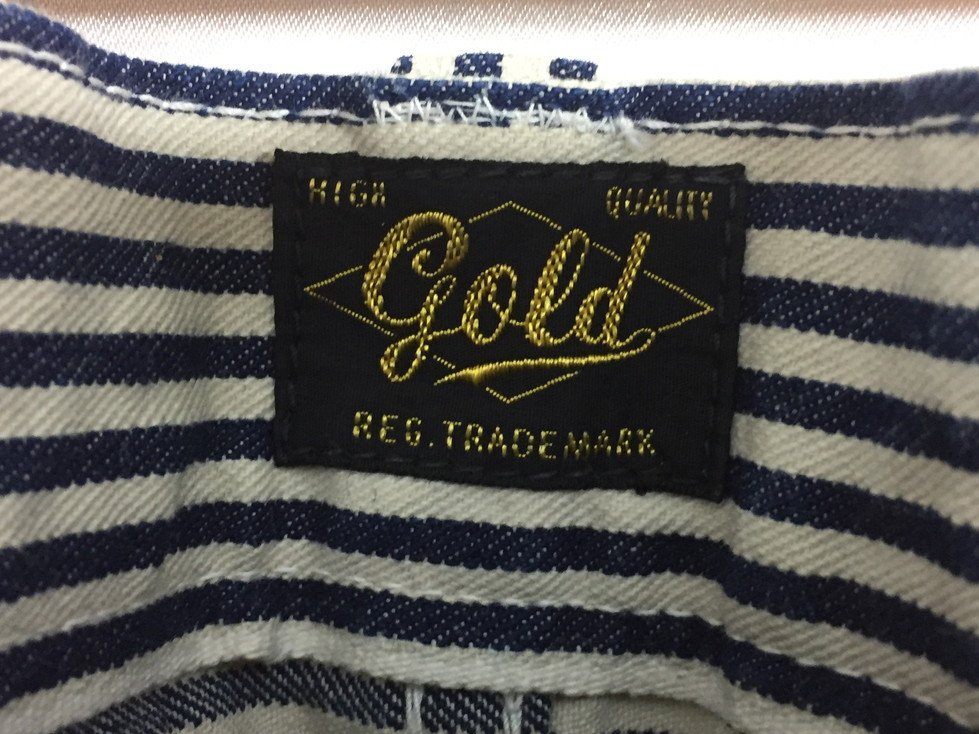 HIGH QUALITY
Gold
REG. TRADEMARK